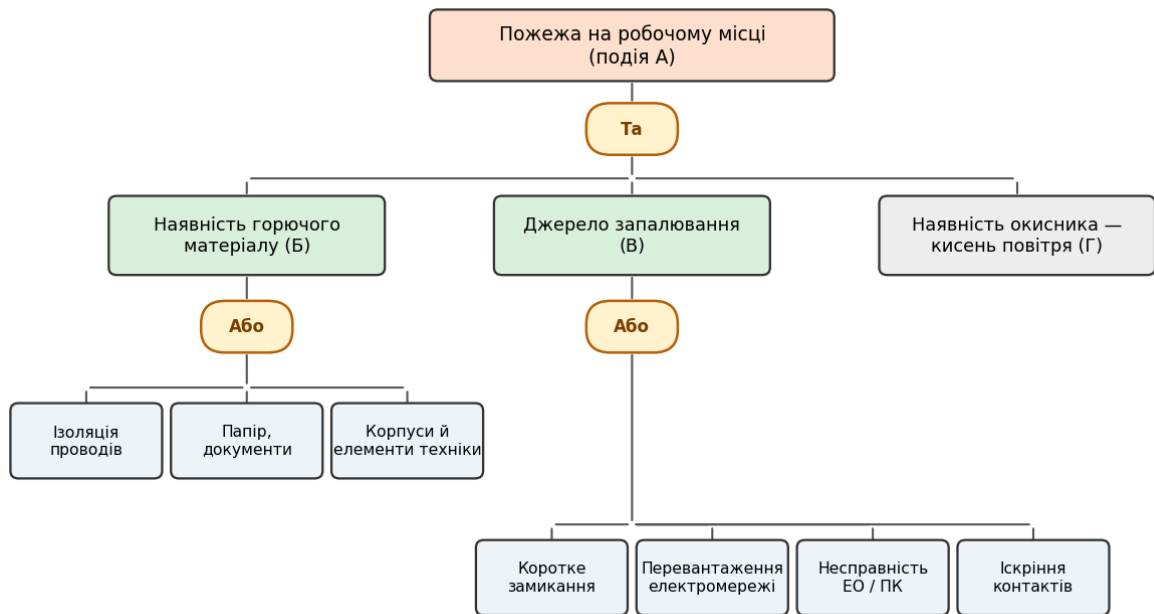 Пожежа на робочому місці
(подія А)
Та
Наявність горючого
матеріалу (Б)
Джерело запалювання
(В)
Наявність окисника —
кисень повітря (Г)
Або
Або
Ізоляція
проводів
Папір,
документи
Корпуси й
елементи техніки
Коротке
замикання
Перевантаження
електромережі
Несправність
ЕО / ПК
Іскріння
контактів